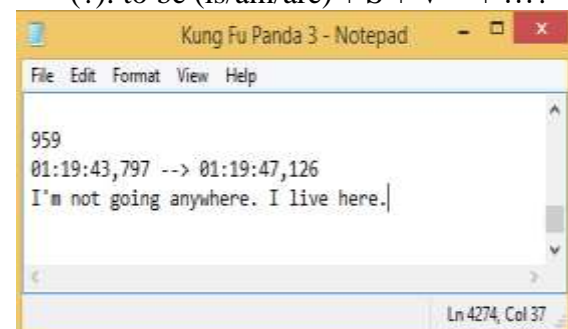 Kung Fu Panda 3 - Notepad
File Edit Format View Help
959
01:19:43,797 --> 01:19:47,126
I'm not going anywhere. I live here.
Ln 4274, Col 37